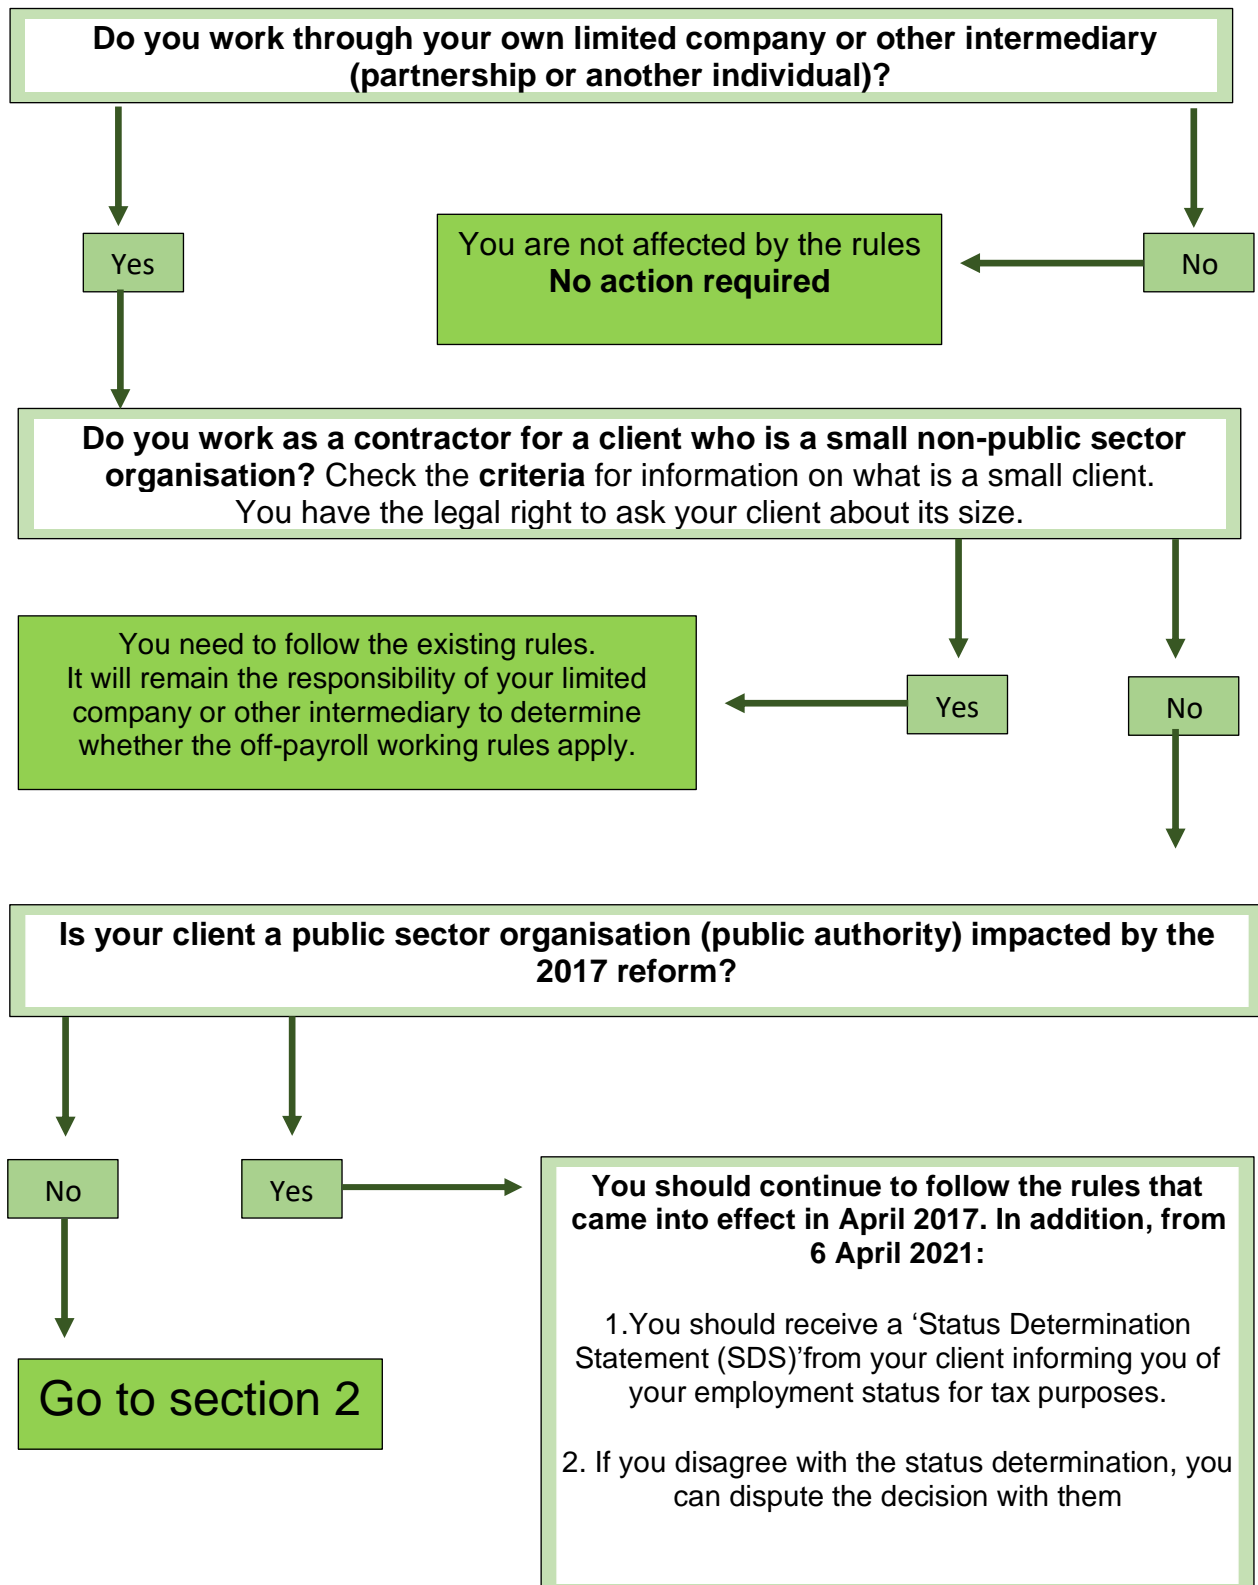 Do you work through your own limited company or other intermediary
(partnership or another individual)?
Yes
You are not affected by the rules
No action required
No
Do you work as a contractor for a client who is a small non-public sector
organisation? Check the criteria for information on what is a small client.
You have the legal right to ask your client about its size.
You need to follow the existing rules.
It will remain the responsibility of your limited
company or other intermediary to determine
whether the off-payroll working rules apply.
Yes
No
Is your client a public sector organisation (public authority) impacted by the
2017 reform?
No
Yes
You should continue to follow the rules that
came into effect in April 2017. In addition, from
6 April 2021:
1.You should receive a ‘Status Determination
Statement (SDS)’from your client informing you of
your employment status for tax purposes.
2. If you disagree with the status determination, you
can dispute the decision with them
Go to section 2